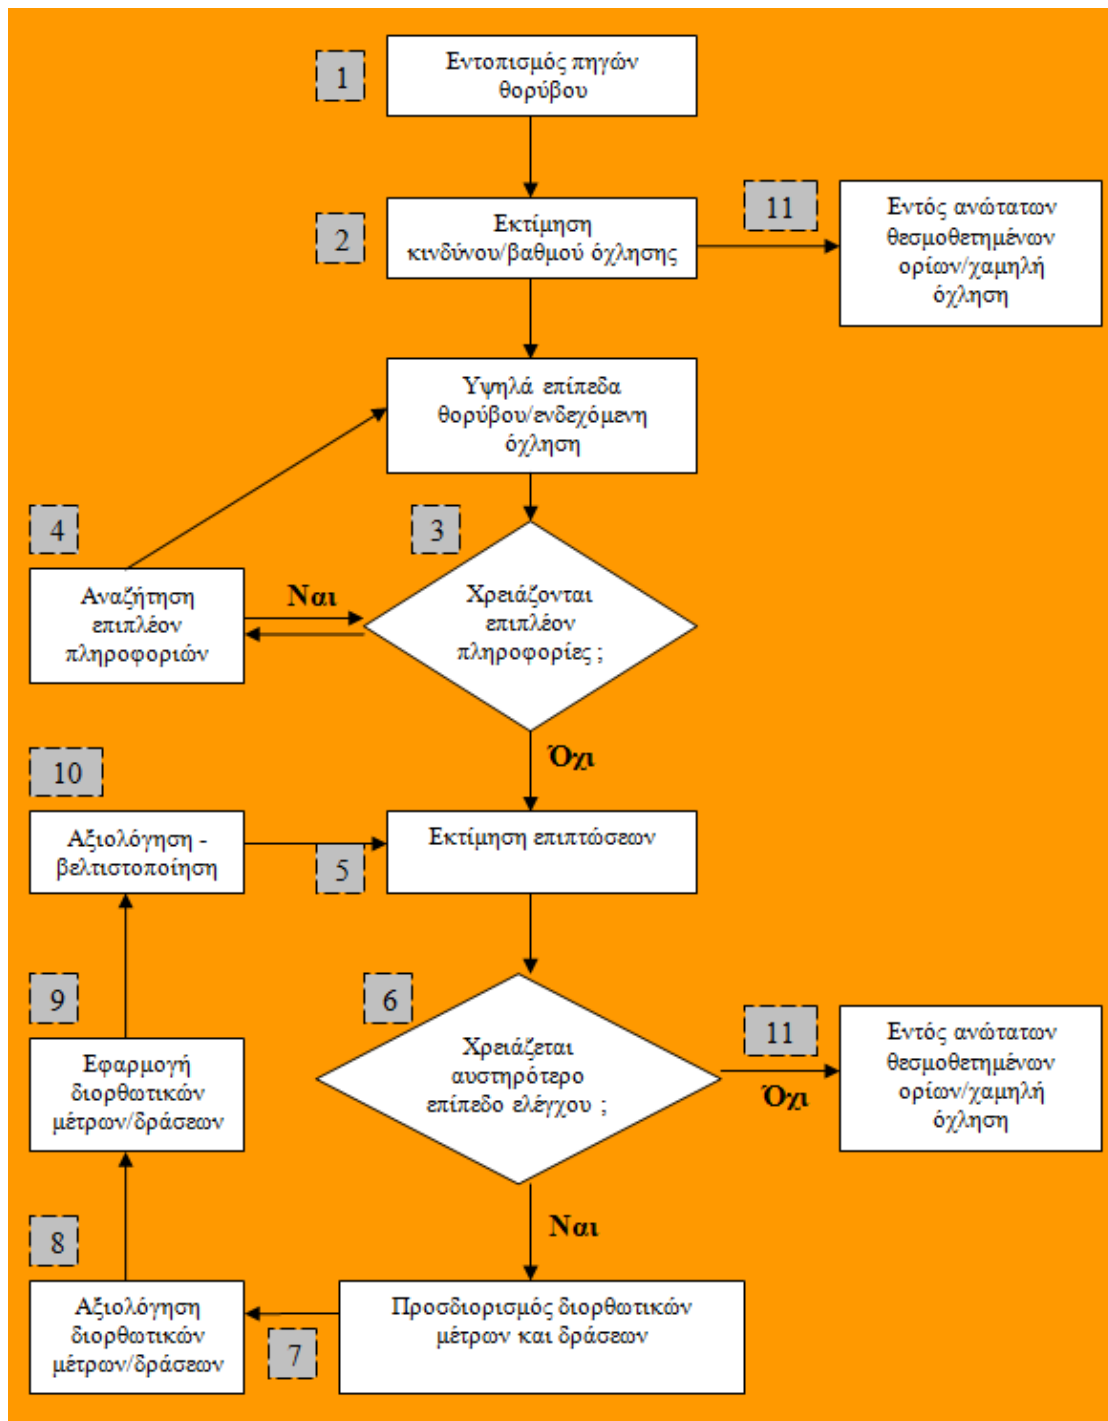 1
Εντοπισμός πηγών
θορύβου
2
Εκτίμηση
κινδύνου/βαθμού όχλησης
11
Εντός ανώτατων
θεσμοθετημένων
ορίων/χαμηλή
όχληση
Υψηλά επίπεδα
θορύβου/ενδεχόμενη
όχληση
4
Αναζήτηση
επιπλέον
πληροφοριών
Ναι
3
Χρειάζονται
επιπλέον
πληροφορίες ;
Όχι
10
Αξιολόγηση -
βελτιστοποίηση
5
Εκτίμηση επιπτώσεων
9
Εφαρμογή
διορθωτικών
μέτρων/δράσεων
6
Χρειάζεται
αυστηρότερο
επίπεδο ελέγχου ;
11
Όχι
Εντός ανώτατων
θεσμοθετημένων
ορίων/χαμηλή
όχληση
Ναι
8
Αξιολόγηση
διορθωτικών
μέτρων/δράσεων
7
Προσδιορισμός διορθωτικών
μέτρων και δράσεων